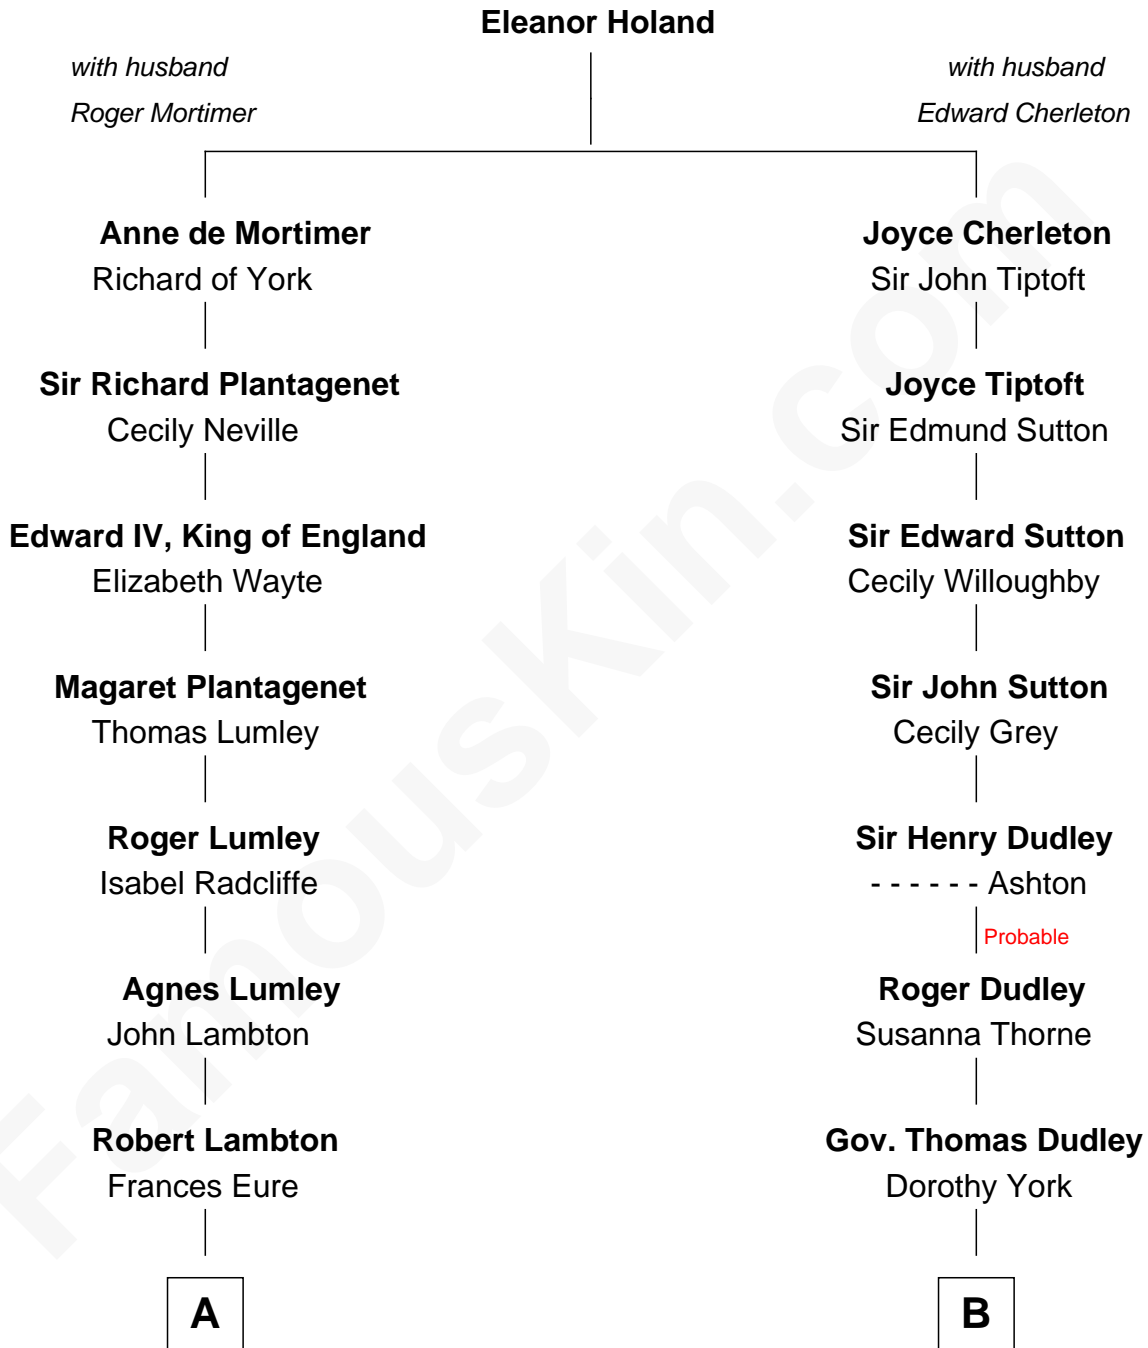 Eleanor Holand
with husband
Roger Mortimer
with husband
Edward Cherleton
Anne de Mortimer
Richard of York
Joyce Cherleton
Sir John Tiptoft
Sir Richard Plantagenet
Cecily Neville
Joyce Tiptoft
Sir Edmund Sutton
Edward IV, King of England
Elizabeth Wayte
Sir Edward Sutton
Cecily Willoughby
Magaret Plantagenet
Thomas Lumley
Sir John Sutton
Cecily Grey
Roger Lumley
Isabel Radcliffe
Sir Henry Dudley
- - - - - - Ashton
Probable
Agnes Lumley
John Lambton
Roger Dudley
Susanna Thorne
Robert Lambton
Frances Eure
Gov. Thomas Dudley
Dorothy York
A
B
FamousKin.com